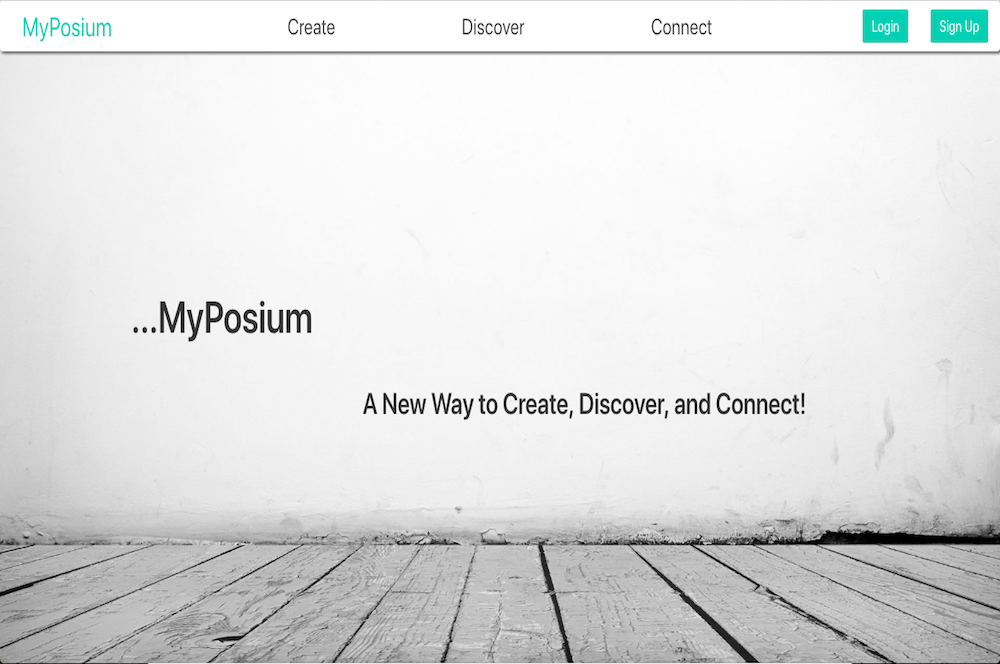 MyPosium
Create
Discover
Connect
Login
Sign Up
...MyPosium
A New Way to Create, Discover, and Connect!